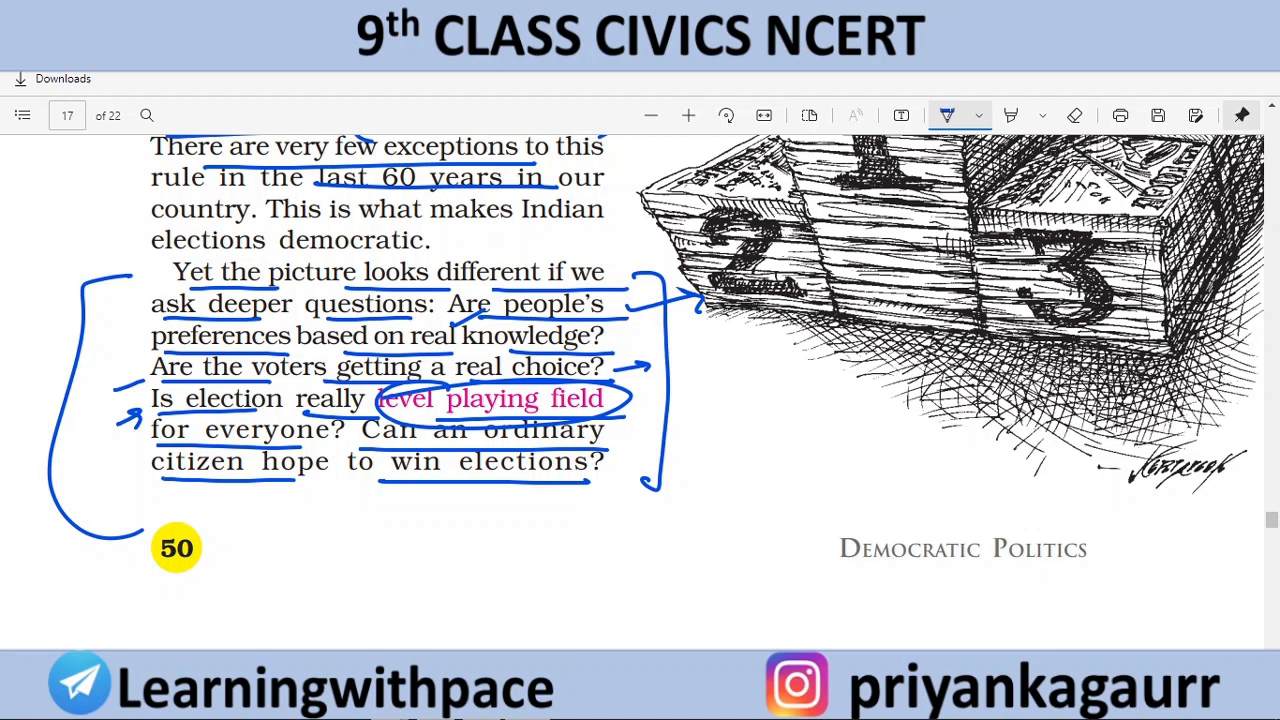 9th CLASS CIVICS NCERT
Downloads
17 of 22
There are very few exceptions to this
rule in the last 60 years in our
country. This is what makes Indian
elections democratic.
Yet the picture looks different if we
ask deeper questions: Are people's
preferences based on real knowledge?
Are the voters getting a real choice?
Is election really level playing field
for everyone? Can an ordinary
citizen hope to win elections?
1
2
3
50
DEMOCRATIC POLITICS
Learningwithpace
priyankagaurr